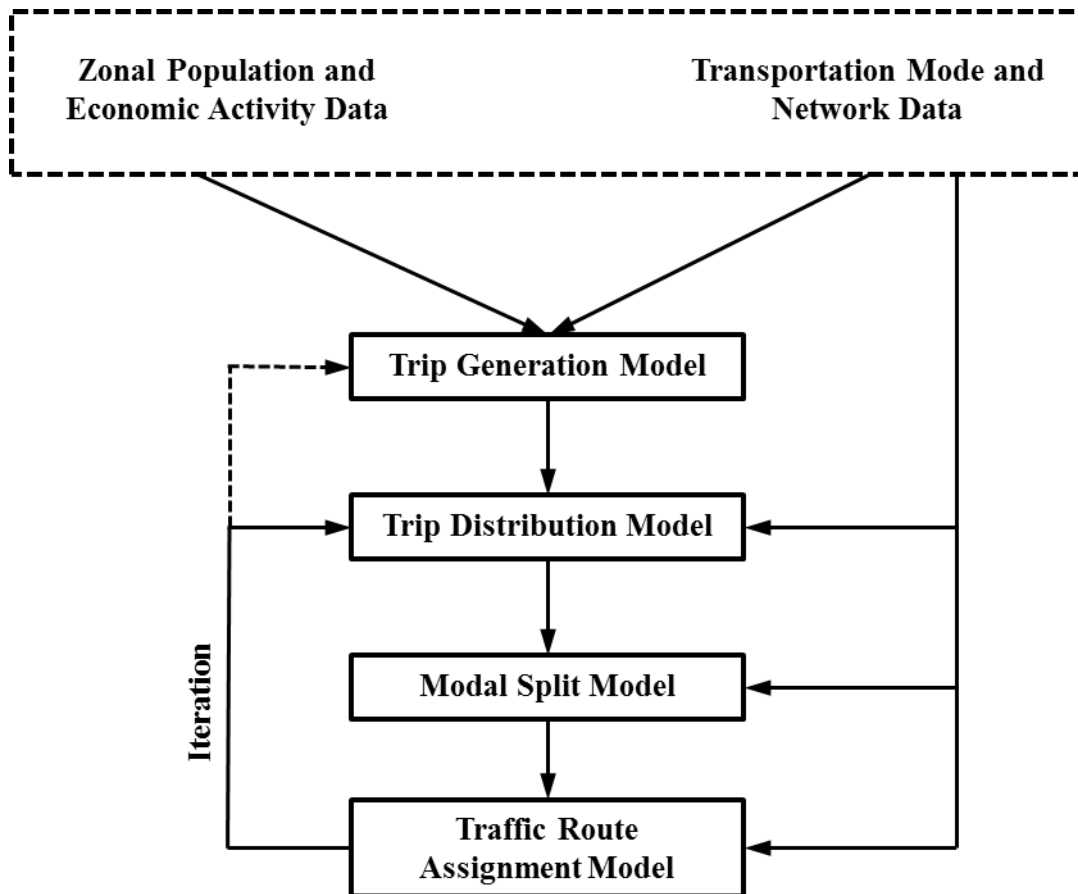 Zonal Population and
Economic Activity Data
Transportation Mode and
Network Data
Trip Generation Model
Trip Distribution Model
Modal Split Model
Iteration
Traffic Route
Assignment Model